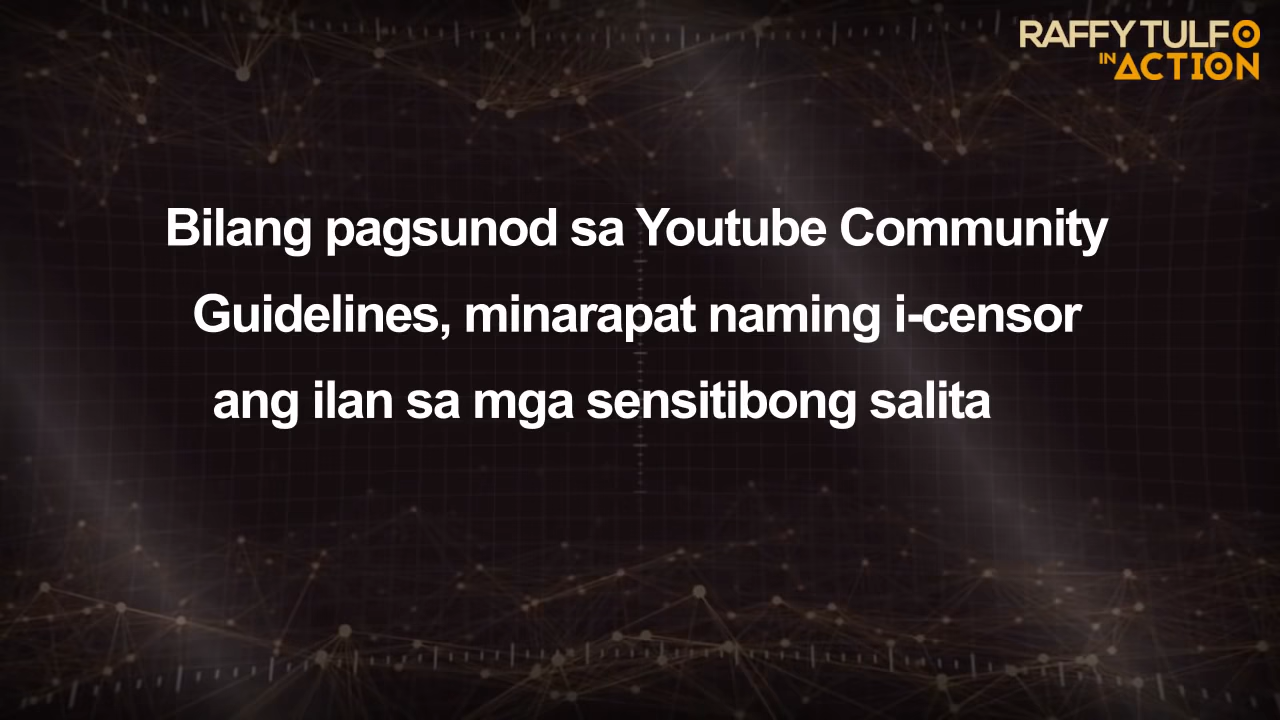 RAFFY TULFO
IN ACTION
Bilang pagsunod sa Youtube Community
Guidelines, minarapat naming i-censor
ang ilan sa mga sensitibong salita